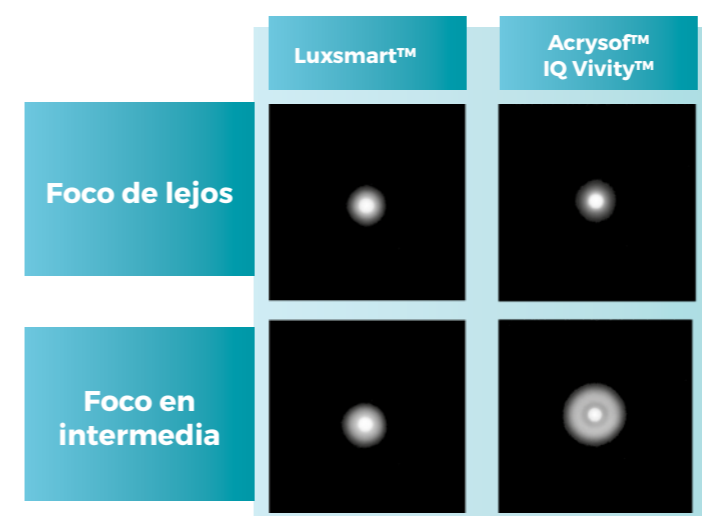 Luxsmart™
Acrysof™
IQ Vivity™
Foco de lejos
Foco en
intermedia